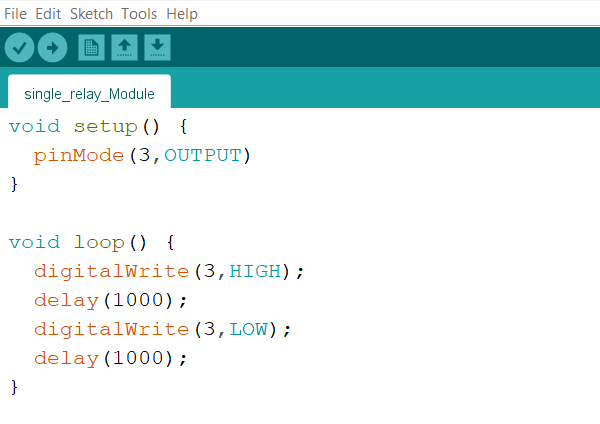 File Edit Sketch Tools Help
single_relay_Module
void setup() {
  pinMode(3,OUTPUT)
}

void loop() {
  digitalWrite(3,HIGH);
  delay(1000);
  digitalWrite(3,LOW);
  delay(1000);
}